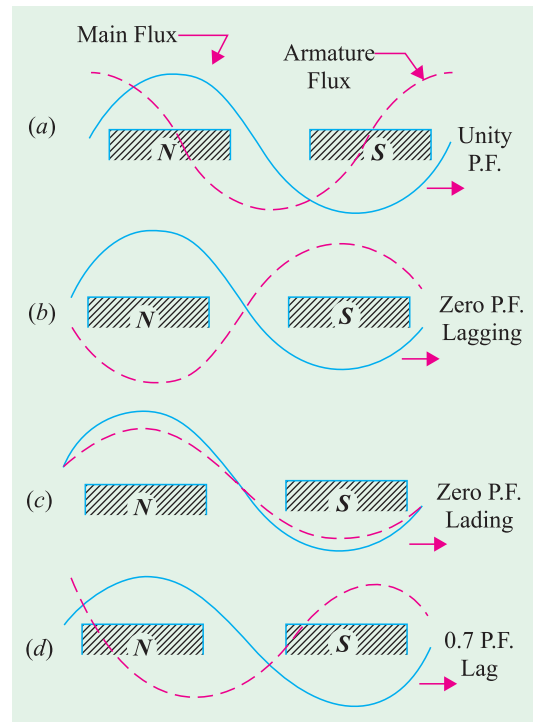 Main Flux
Armature
Flux
(a)
N
S
Unity
P.F.
(b)
N
S
Zero P.F.
Lagging
(c)
N
S
Zero P.F.
Lading
(d)
N
S
0.7 P.F.
Lag